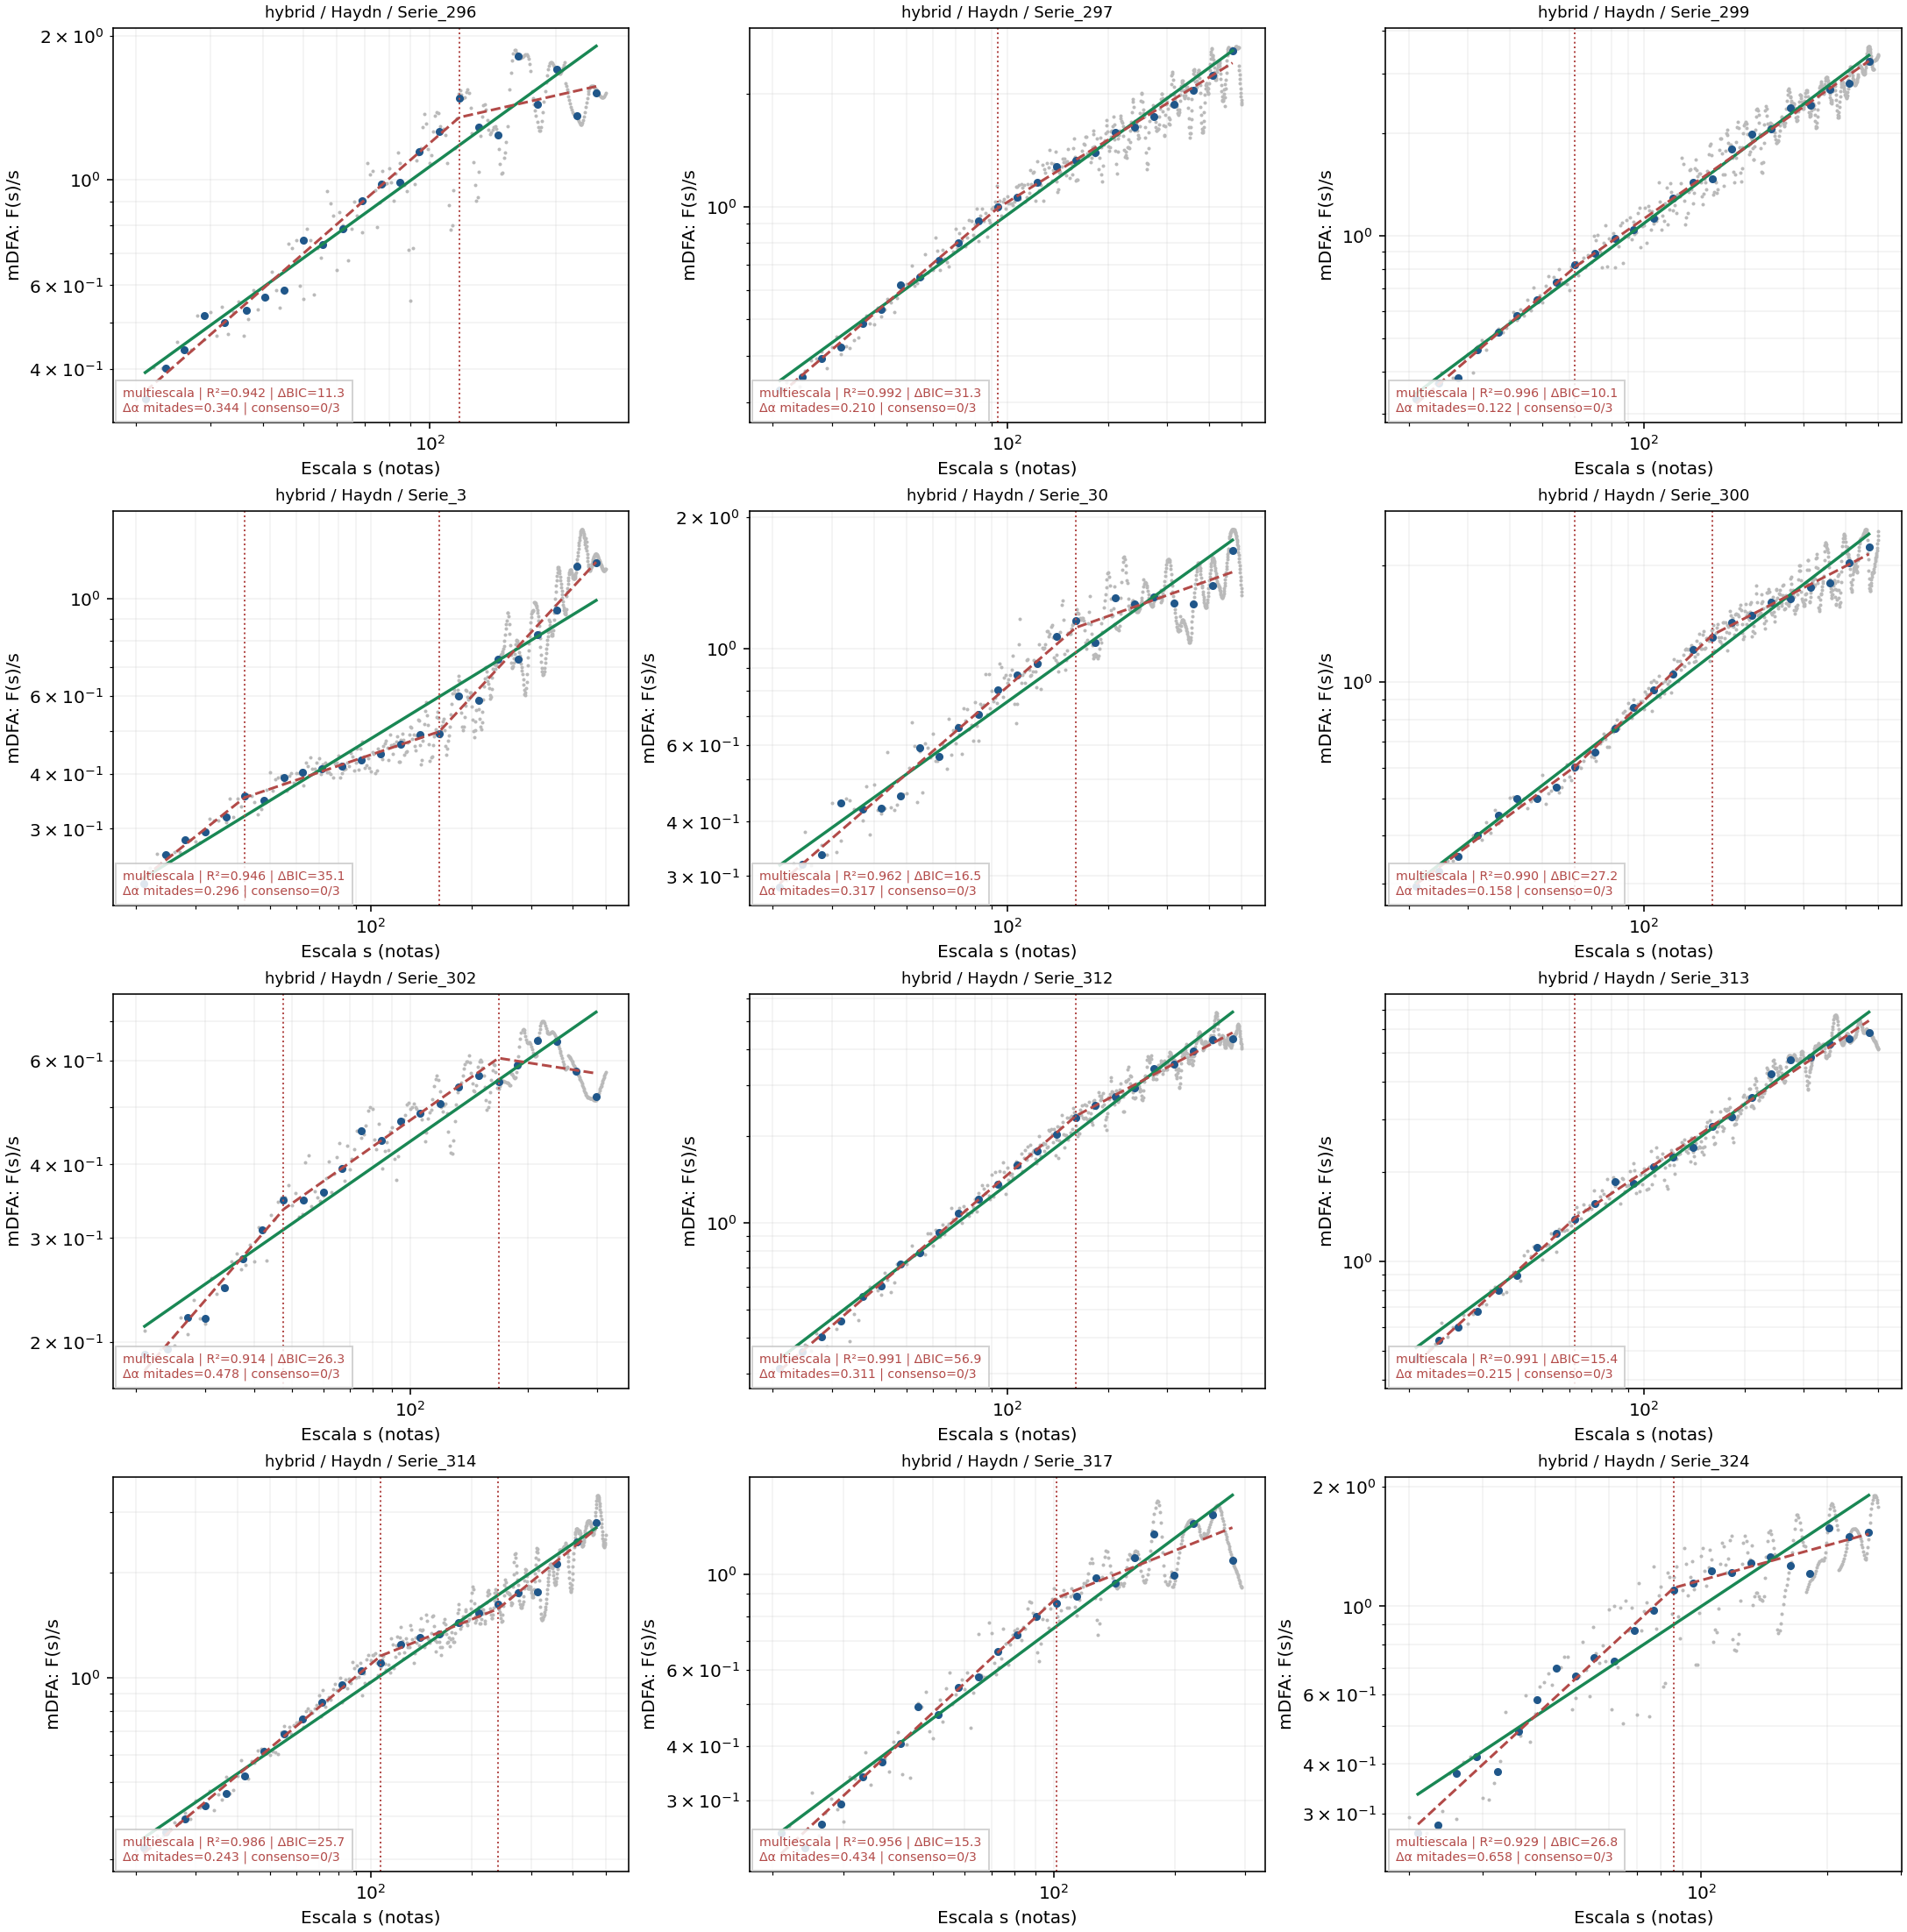 hybrid / Haydn / Serie_296
2 × 10⁰
10⁰
6 × 10⁻¹
4 × 10⁻¹
mDFA: F(s)/s
multiescala | R²=0.942 | ΔBIC=11.3
Δα mitades=0.344 | consenso=0/3
10²
Escala s (notas)
hybrid / Haydn / Serie_297
10⁰
mDFA: F(s)/s
multiescala | R²=0.992 | ΔBIC=31.3
Δα mitades=0.210 | consenso=0/3
10²
Escala s (notas)
hybrid / Haydn / Serie_299
10⁰
mDFA: F(s)/s
multiescala | R²=0.996 | ΔBIC=10.1
Δα mitades=0.122 | consenso=0/3
10²
Escala s (notas)
hybrid / Haydn / Serie_3
10⁰
6 × 10⁻¹
4 × 10⁻¹
3 × 10⁻¹
mDFA: F(s)/s
multiescala | R²=0.946 | ΔBIC=35.1
Δα mitades=0.296 | consenso=0/3
10²
Escala s (notas)
hybrid / Haydn / Serie_30
2 × 10⁰
10⁰
6 × 10⁻¹
4 × 10⁻¹
3 × 10⁻¹
mDFA: F(s)/s
multiescala | R²=0.962 | ΔBIC=16.5
Δα mitades=0.317 | consenso=0/3
10²
Escala s (notas)
hybrid / Haydn / Serie_300
10⁰
mDFA: F(s)/s
multiescala | R²=0.990 | ΔBIC=27.2
Δα mitades=0.158 | consenso=0/3
10²
Escala s (notas)
hybrid / Haydn / Serie_302
6 × 10⁻¹
4 × 10⁻¹
3 × 10⁻¹
2 × 10⁻¹
mDFA: F(s)/s
multiescala | R²=0.914 | ΔBIC=26.3
Δα mitades=0.478 | consenso=0/3
10²
Escala s (notas)
hybrid / Haydn / Serie_312
10⁰
mDFA: F(s)/s
multiescala | R²=0.991 | ΔBIC=56.9
Δα mitades=0.311 | consenso=0/3
10²
Escala s (notas)
hybrid / Haydn / Serie_313
10⁰
mDFA: F(s)/s
multiescala | R²=0.991 | ΔBIC=15.4
Δα mitades=0.215 | consenso=0/3
10²
Escala s (notas)
hybrid / Haydn / Serie_314
10⁰
mDFA: F(s)/s
multiescala | R²=0.986 | ΔBIC=25.7
Δα mitades=0.243 | consenso=0/3
10²
Escala s (notas)
hybrid / Haydn / Serie_317
10⁰
6 × 10⁻¹
4 × 10⁻¹
3 × 10⁻¹
mDFA: F(s)/s
multiescala | R²=0.956 | ΔBIC=15.3
Δα mitades=0.434 | consenso=0/3
10²
Escala s (notas)
hybrid / Haydn / Serie_324
2 × 10⁰
10⁰
6 × 10⁻¹
4 × 10⁻¹
3 × 10⁻¹
mDFA: F(s)/s
multiescala | R²=0.929 | ΔBIC=26.8
Δα mitades=0.658 | consenso=0/3
10²
Escala s (notas)